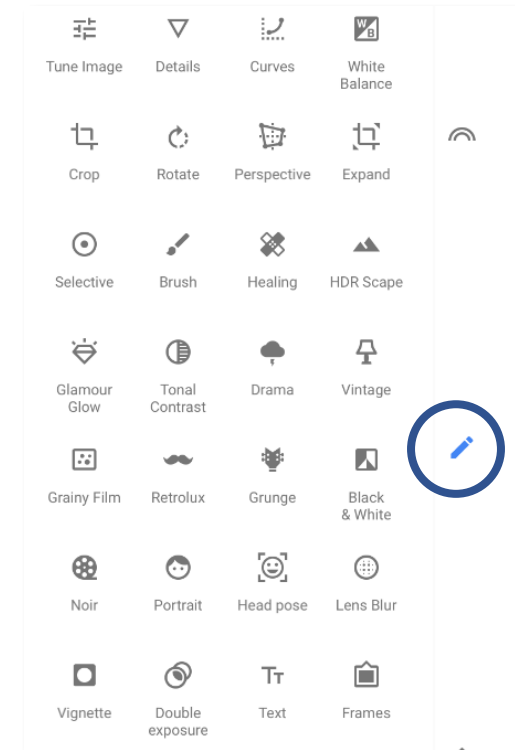 Tune Image Details Curves White
Balance
Crop Rotate Perspective Expand
Selective Brush Healing HDR Scape
Glamour Tonal Drama Vintage
Glow Contrast
Grainy Film Retrolux Grunge Black
& White
Noir Portrait Head pose Lens Blur
Vignette Double Text Frames
exposure